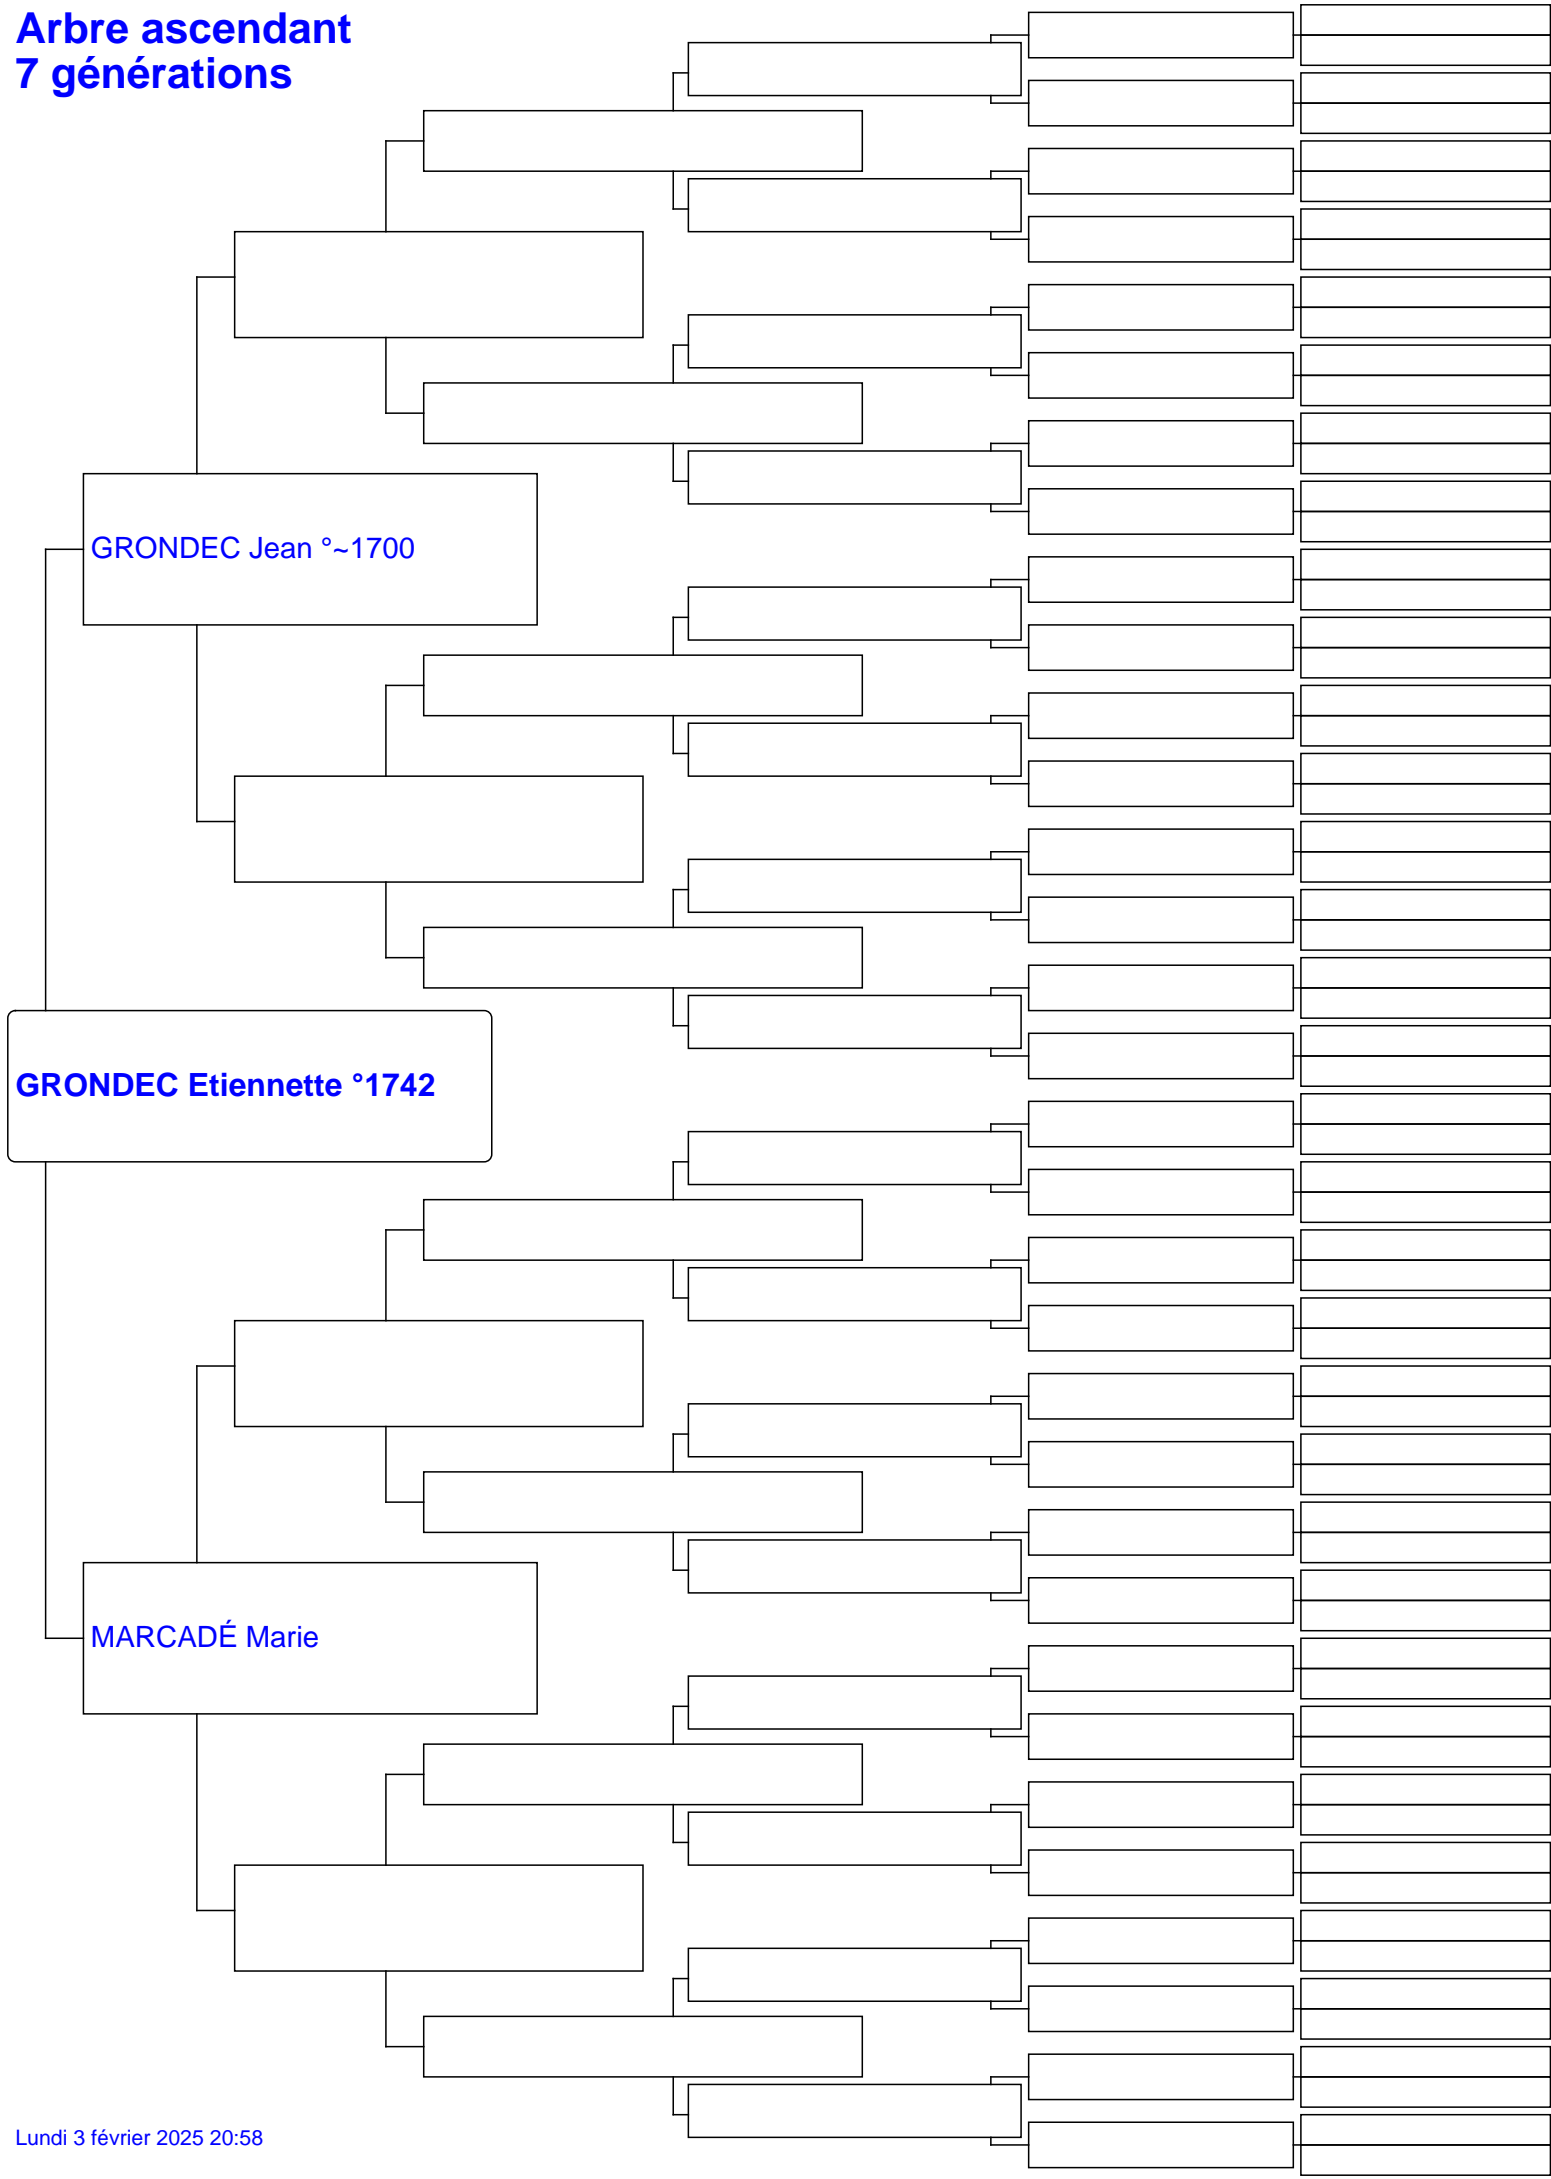 Arbre ascendant
7 générations
GRONDEC Jean °~1700
GRONDEC Etiennette °1742
MARCADÉ Marie
Lundi 3 février 2025 20:58